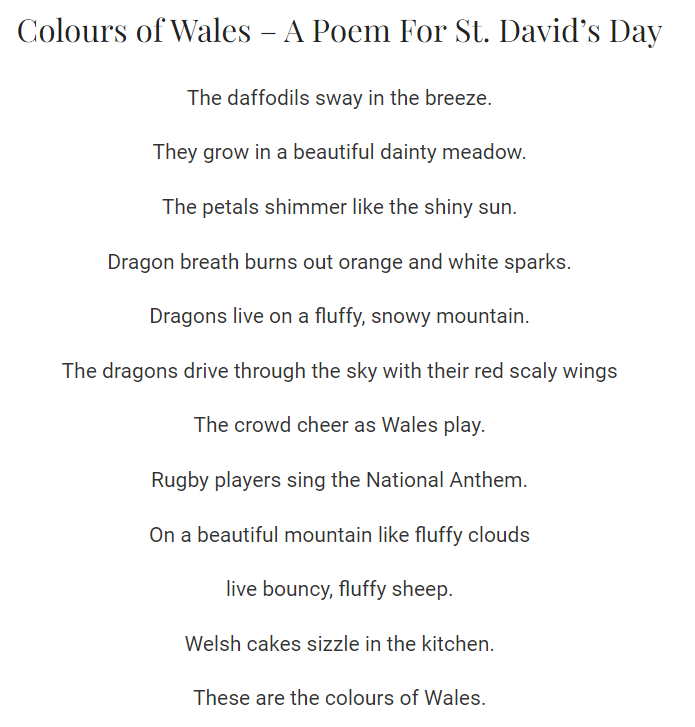 Colours of Wales – A Poem For St. David’s Day
The daffodils sway in the breeze.
They grow in a beautiful dainty meadow.
The petals shimmer like the shiny sun.
Dragon breath burns out orange and white sparks.
Dragons live on a fluffy, snowy mountain.
The dragons drive through the sky with their red scaly wings
The crowd cheer as Wales play.
Rugby players sing the National Anthem.
On a beautiful mountain like fluffy clouds
live bouncy, fluffy sheep.
Welsh cakes sizzle in the kitchen.
These are the colours of Wales.